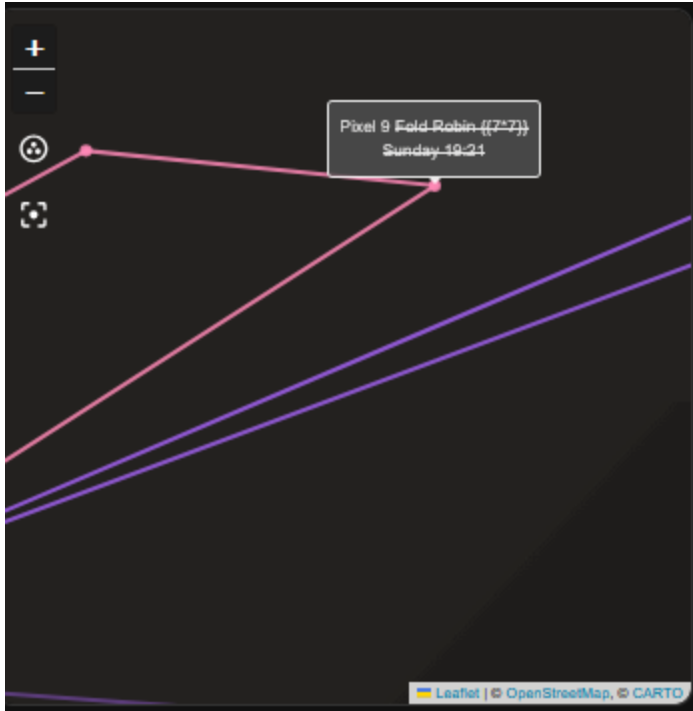 +
−
Pixel 9 Fold Robin {{7*7}}
Sunday 19:21
Leaflet | © OpenStreetMap, © CARTO